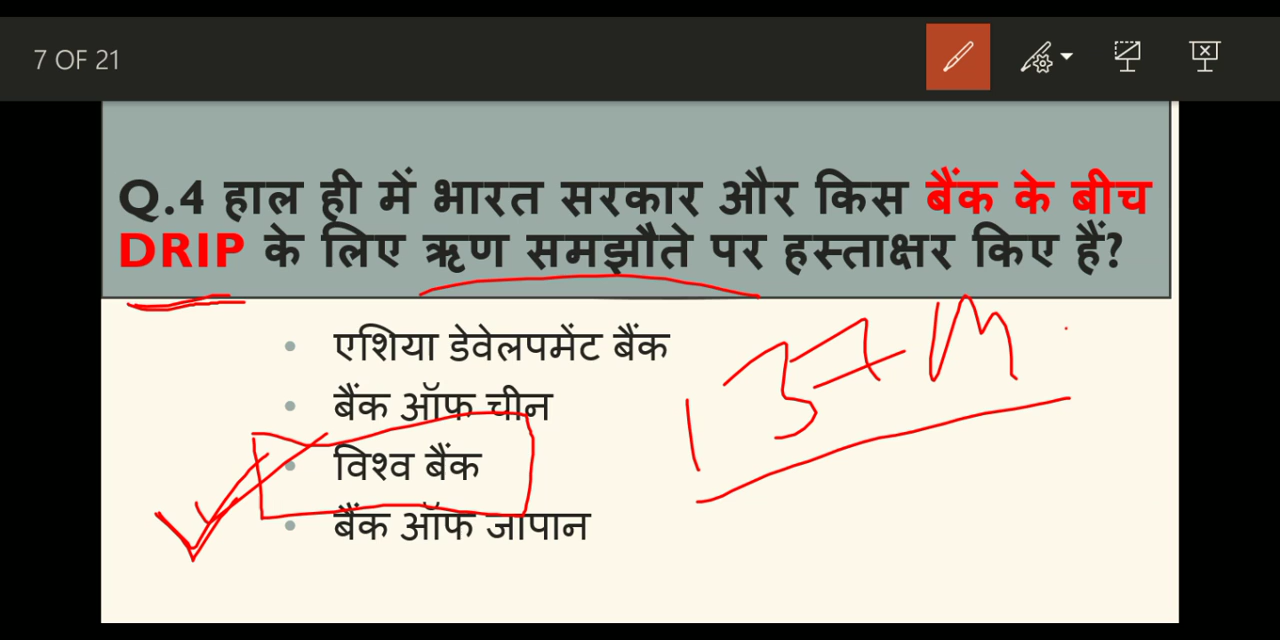 7 OF 21
Q.4 हाल ही में भारत सरकार और किस बैंक के बीच
DRIP के लिए ऋण समझौते पर हस्ताक्षर किए हैं?
• एशिया डेवेलपमेंट बैंक
• बैंक ऑफ चीन
• विश्व बैंक
• बैंक ऑफ जापान
137 M